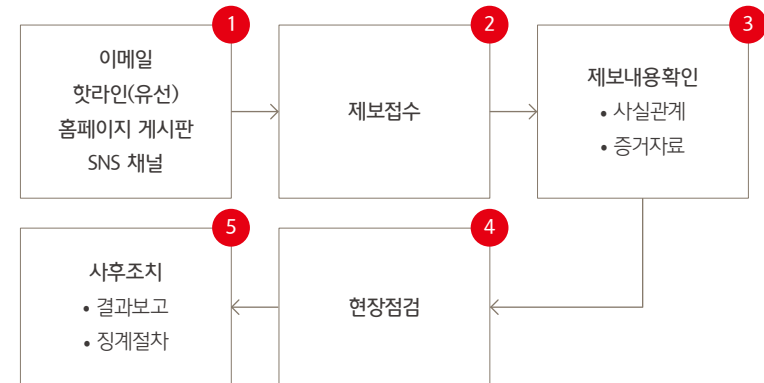 1
이메일
핫라인(유선)
홈페이지 게시판
SNS 채널
2
제보접수
3
제보내용확인
• 사실관계
• 증거자료
4
현장점검
5
사후조치
• 결과보고
• 징계절차